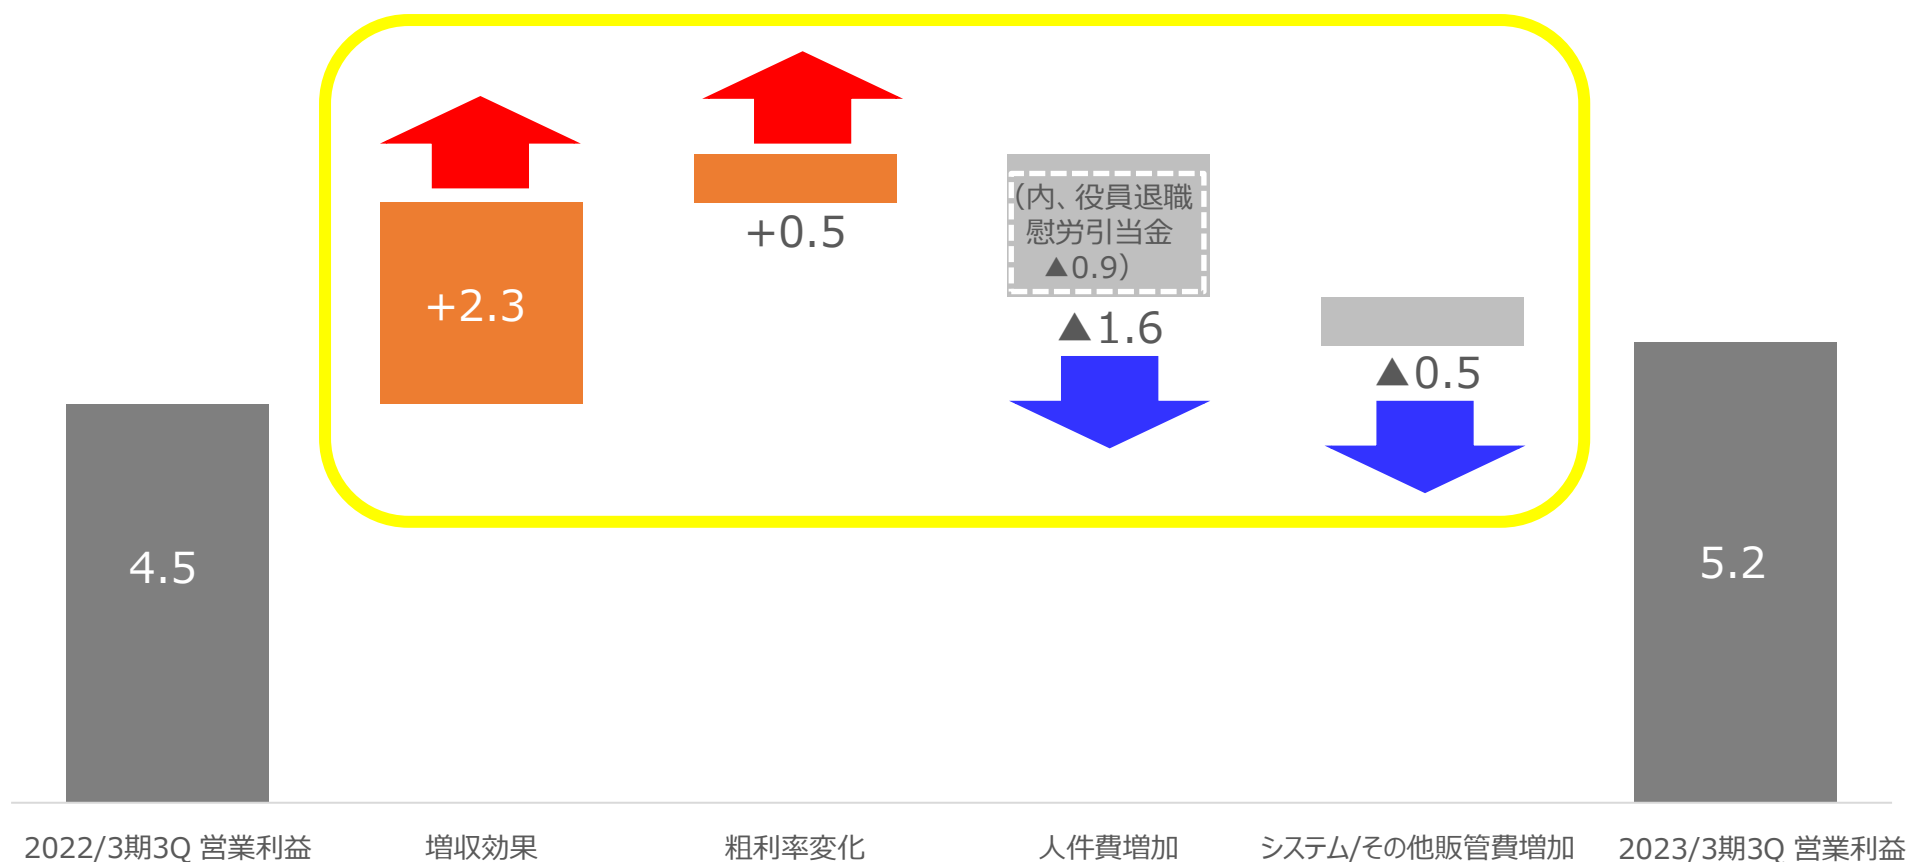 +2.3
+0.5
(内、役員退職
慰労引当金
▲0.9)
▲1.6
▲0.5
4.5
5.2
2022/3期3Q 営業利益
増収効果
粗利率変化
人件費増加
システム/その他販管費増加
2023/3期3Q 営業利益